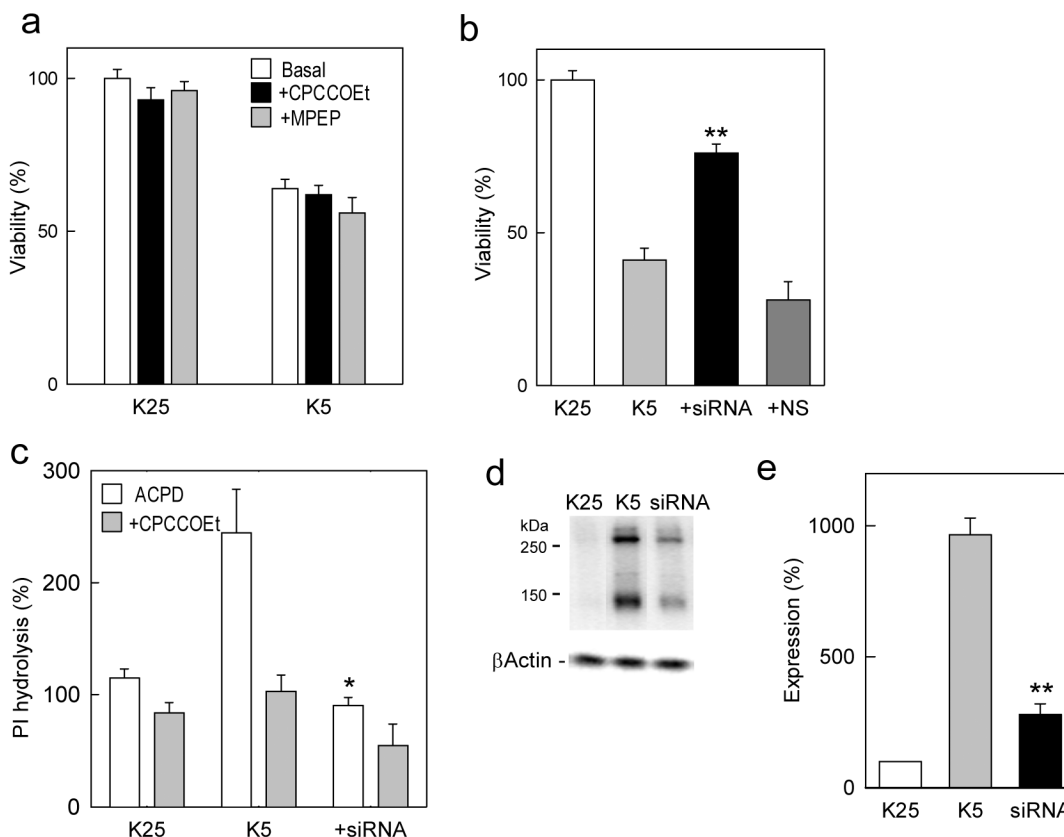 a
Viability (%)
100
50
0
Basal
+CPCCOEt
+MPEP
K25 K5
b
Viability (%)
100
50
0
**
K25 K5 +siRNA +NS
c
PI hydrolysis (%)
300
200
100
0
ACPD
+CPCCOEt
*
K25 K5 +siRNA
d
K25 K5 siRNA
kDa
250
150
βActin
e
Expression (%)
1000
500
0
**
K25 K5 siRNA